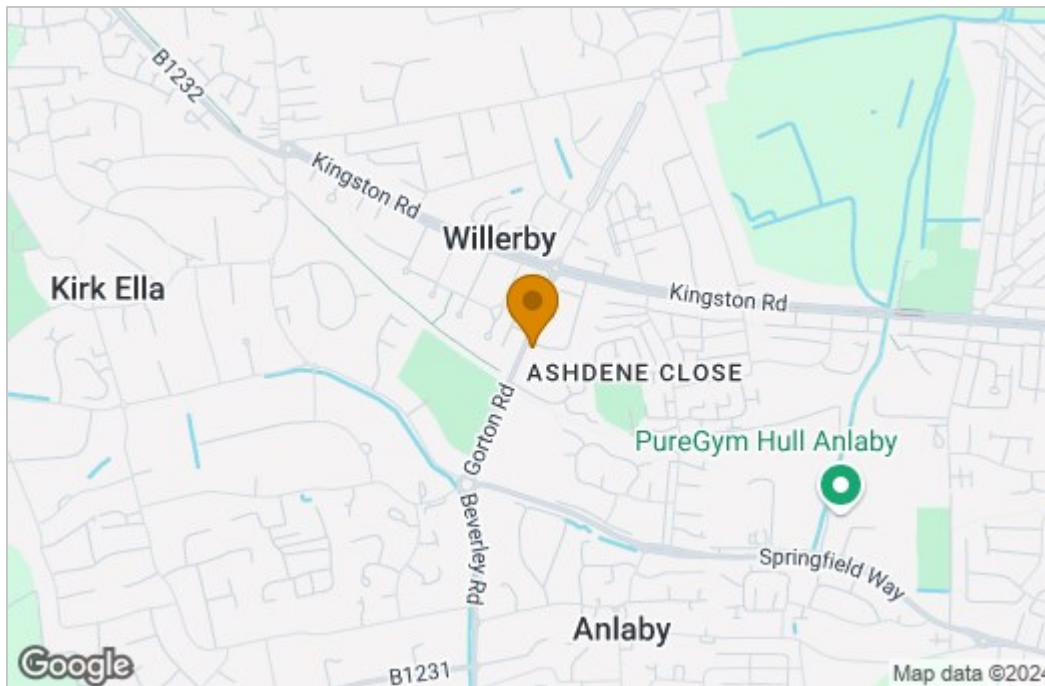 B1232
Kingston Rd
Willerby
Kirk Ella
Kingston Rd
ASHDENE CLOSE
Gorton Rd
PureGym Hull Anlaby
Beverley Rd
Springfield Way
Anlaby
B1231
Google
Map data ©2024